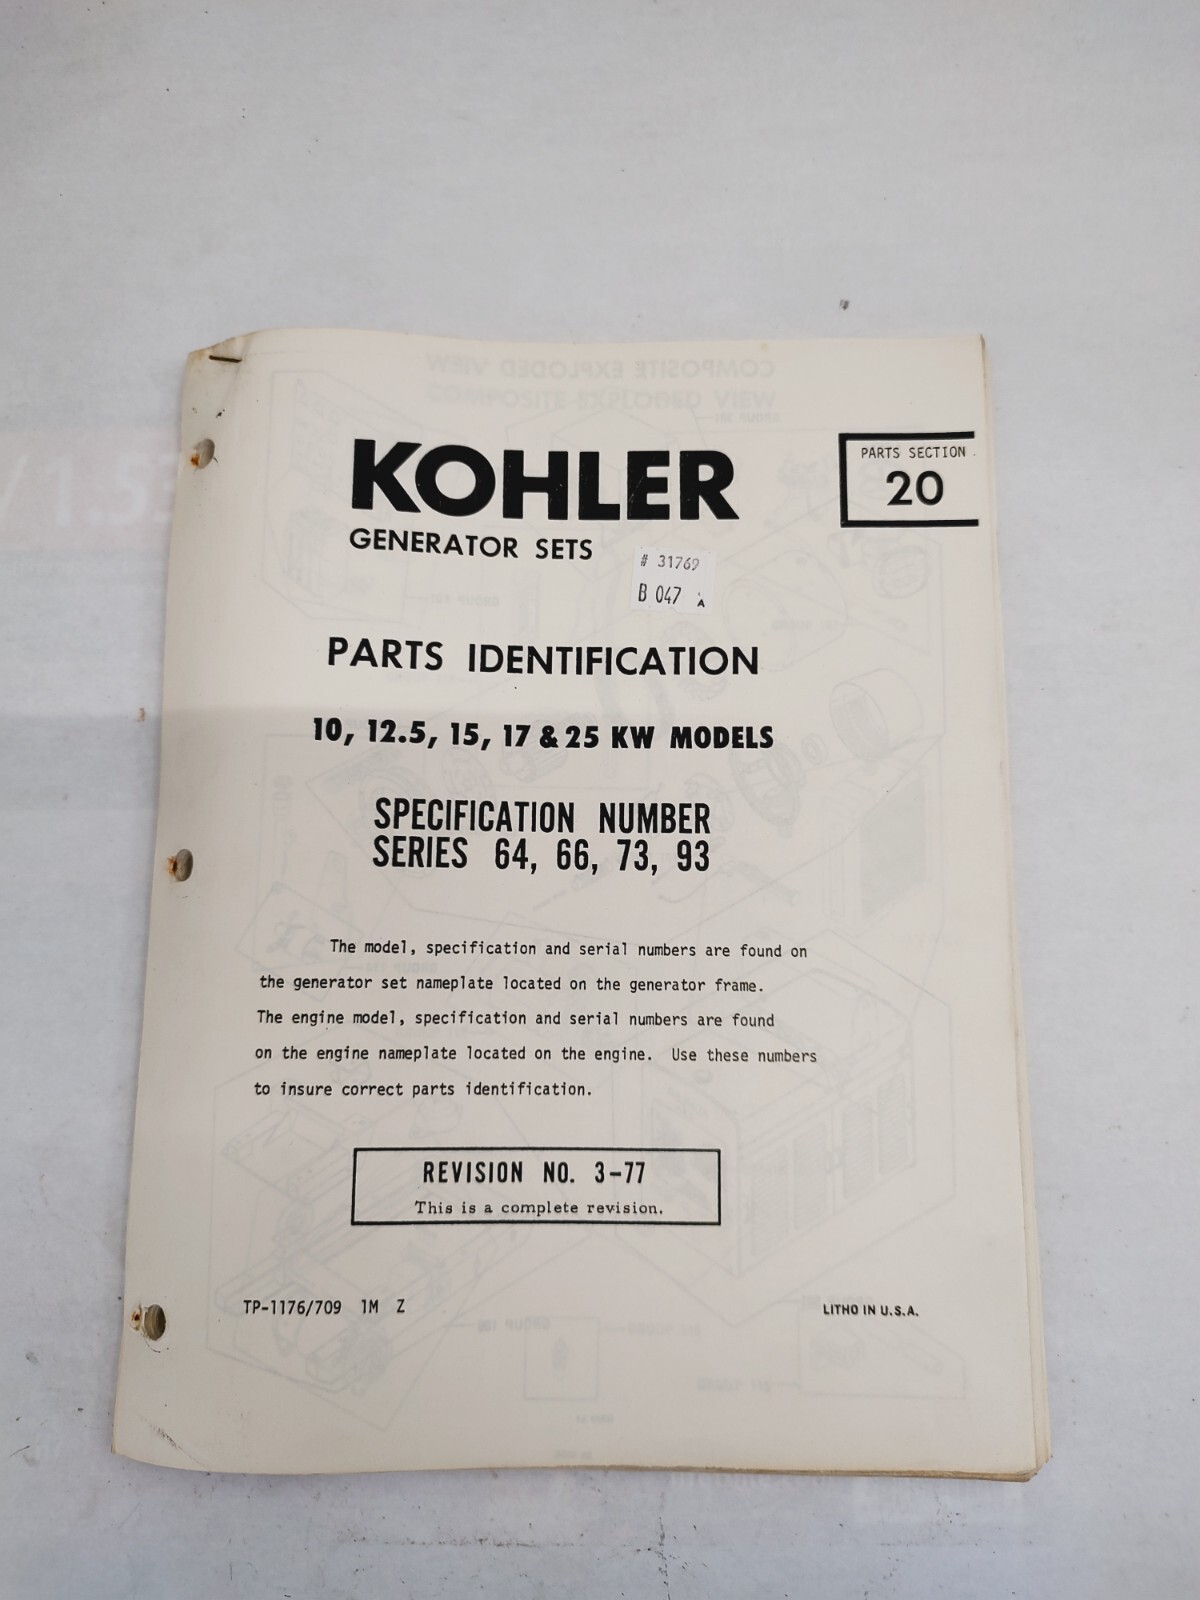 KOHLER
GENERATOR SETS
PARTS SECTION
20
# 31769
B 047 A
PARTS IDENTIFICATION
10, 12.5, 15, 17 & 25 KW MODELS
SPECIFICATION NUMBER
SERIES 64, 66, 73, 93
The model, specification and serial numbers are found on
the generator set nameplate located on the generator frame.
The engine model, specification and serial numbers are found
on the engine nameplate located on the engine. Use these numbers
to insure correct parts identification.
REVISION NO. 3-77
This is a complete revision.
TP-1176/709 1M Z
LITHO IN U.S.A.
COMPOSITE EXPLODED VIEW